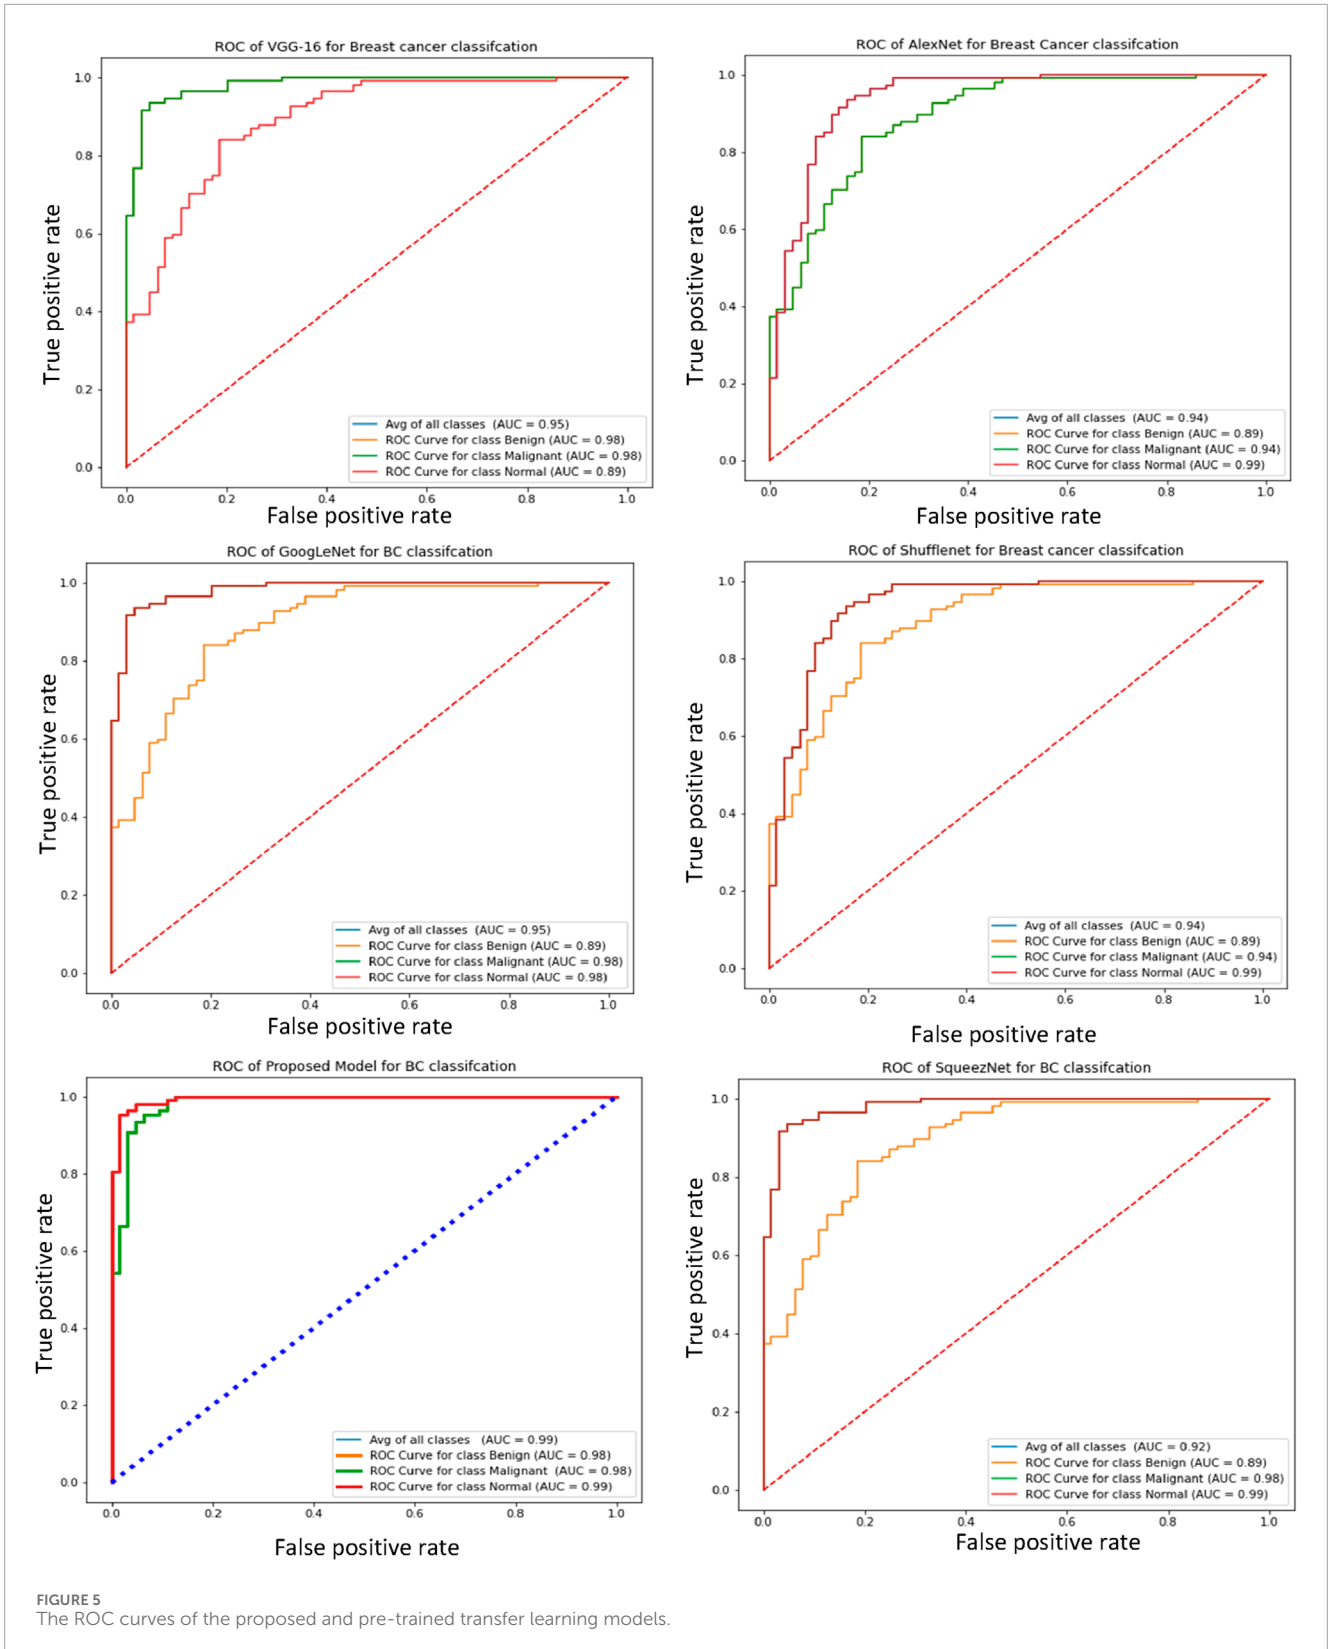 ROC of VGG-16 for Breast cancer classifcation
True positive rate
1.0
0.8
0.6
0.4
0.2
0.0
Avg of all classes (AUC = 0.95)
ROC Curve for class Benign (AUC = 0.98)
ROC Curve for class Malignant (AUC = 0.98)
ROC Curve for class Normal (AUC = 0.89)
0.0 0.2 0.4 0.6 0.8 1.0
False positive rate
ROC of AlexNet for Breast Cancer classifcation
True positive rate
1.0
0.8
0.6
0.4
0.2
0.0
Avg of all classes (AUC = 0.94)
ROC Curve for class Benign (AUC = 0.89)
ROC Curve for class Malignant (AUC = 0.94)
ROC Curve for class Normal (AUC = 0.99)
0.0 0.2 0.4 0.6 0.8 1.0
False positive rate
ROC of GoogLeNet for BC classifcation
True positive rate
1.0
0.8
0.6
0.4
0.2
0.0
Avg of all classes (AUC = 0.95)
ROC Curve for class Benign (AUC = 0.89)
ROC Curve for class Malignant (AUC = 0.98)
ROC Curve for class Normal (AUC = 0.98)
0.0 0.2 0.4 0.6 0.8 1.0
False positive rate
ROC of Shufflenet for Breast cancer classifcation
True positive rate
1.0
0.8
0.6
0.4
0.2
0.0
Avg of all classes (AUC = 0.94)
ROC Curve for class Benign (AUC = 0.89)
ROC Curve for class Malignant (AUC = 0.94)
ROC Curve for class Normal (AUC = 0.99)
0.0 0.2 0.4 0.6 0.8 1.0
False positive rate
ROC of Proposed Model for BC classifcation
True positive rate
1.0
0.8
0.6
0.4
0.2
0.0
Avg of all classes (AUC = 0.99)
ROC Curve for class Benign (AUC = 0.98)
ROC Curve for class Malignant (AUC = 0.98)
ROC Curve for class Normal (AUC = 0.99)
0.0 0.2 0.4 0.6 0.8 1.0
False positive rate
ROC of SqueezNet for BC classifcation
True positive rate
1.0
0.8
0.6
0.4
0.2
0.0
Avg of all classes (AUC = 0.92)
ROC Curve for class Benign (AUC = 0.89)
ROC Curve for class Malignant (AUC = 0.98)
ROC Curve for class Normal (AUC = 0.99)
0.0 0.2 0.4 0.6 0.8 1.0
False positive rate
FIGURE 5
The ROC curves of the proposed and pre-trained transfer learning models.